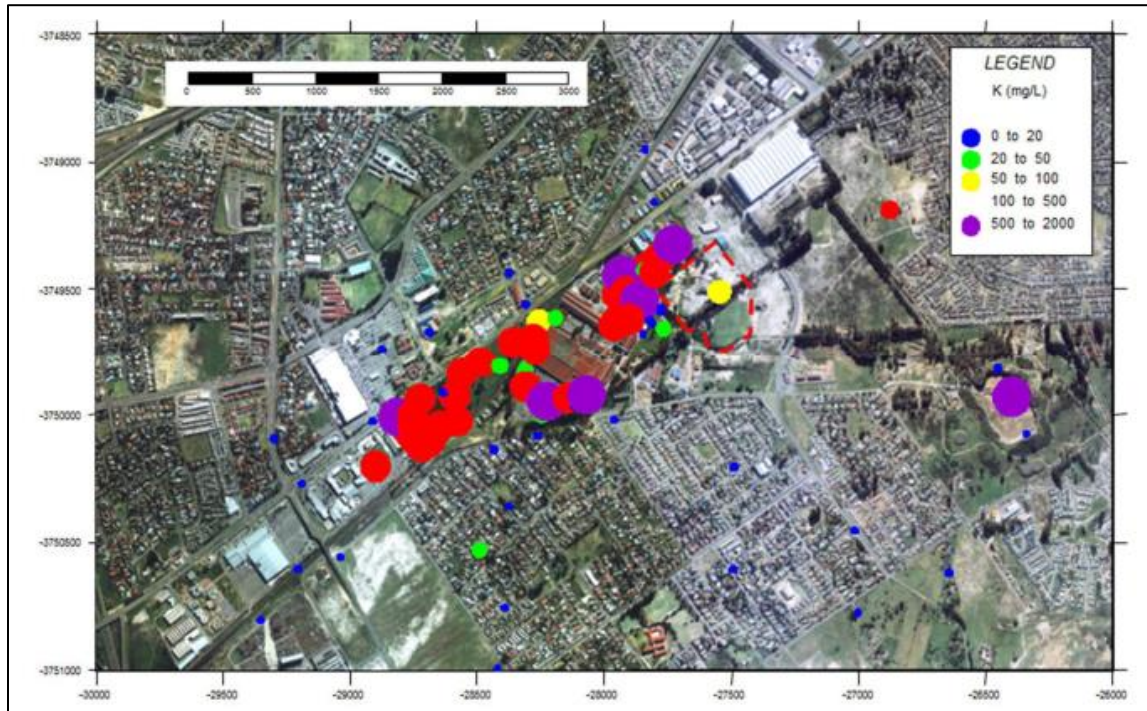 -3748500
LEGEND
K (mg/L)
0 500 1000 1500 2000 2500 3000
0 to 20
-3749000
20 to 50
50 to 100
100 to 500
500 to 2000
-3749500
-3750000
-3750500
-3751000
-30000 -29500 -29000 -28500 -28000 -27500 -27000 -26500 -26000